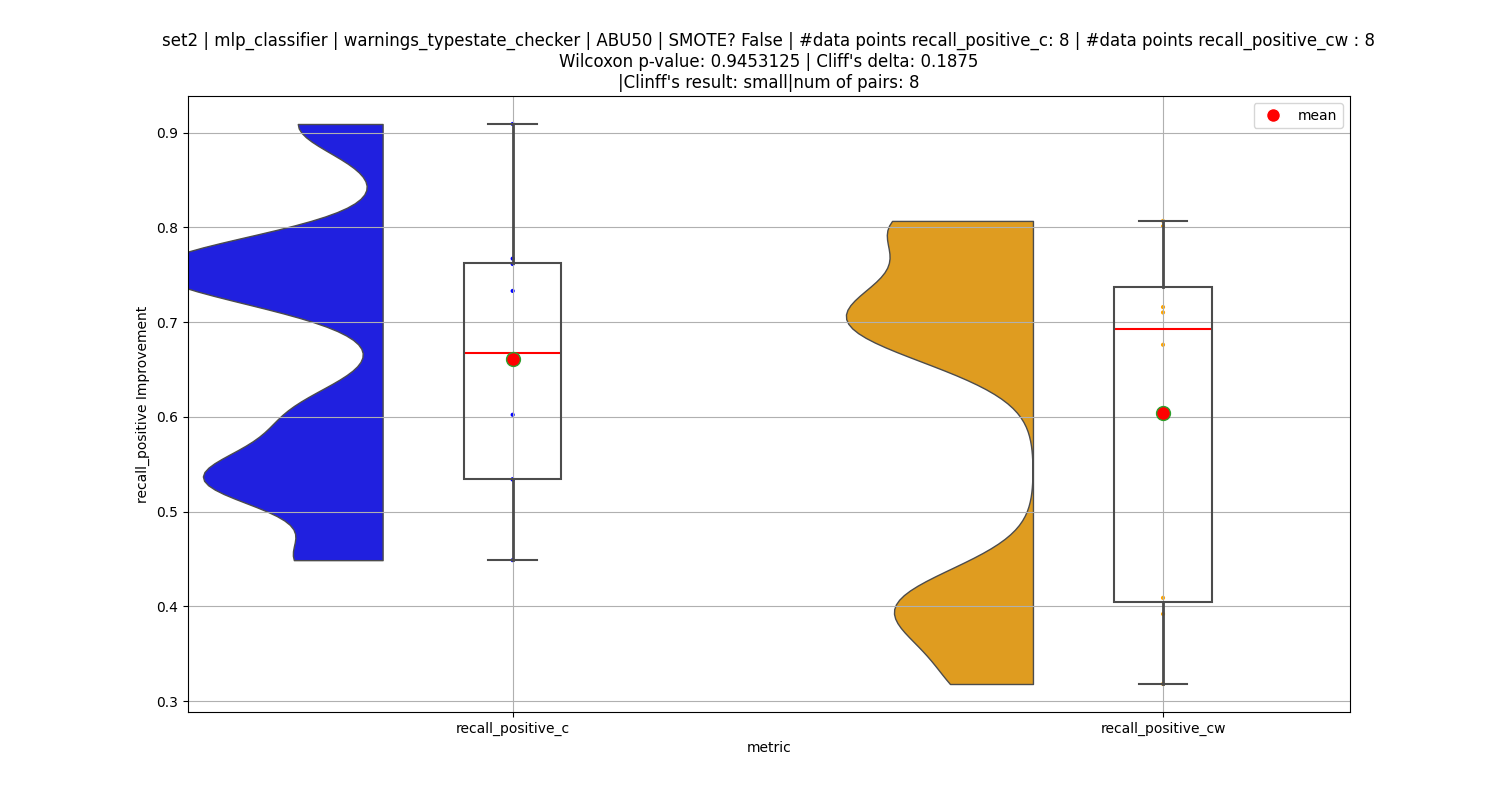 set2 | mlp_classifier | warnings_typestate_checker | ABU50 | SMOTE? False | #data points recall_positive_c: 8 | #data points recall_positive_cw : 8
Wilcoxon p-value: 0.9453125 | Cliff's delta: 0.1875
|Clinff's result: small|num of pairs: 8
mean
0.9
0.8
0.7
0.6
0.5
0.4
0.3
recall_positive Improvement
recall_positive_c
recall_positive_cw
metric